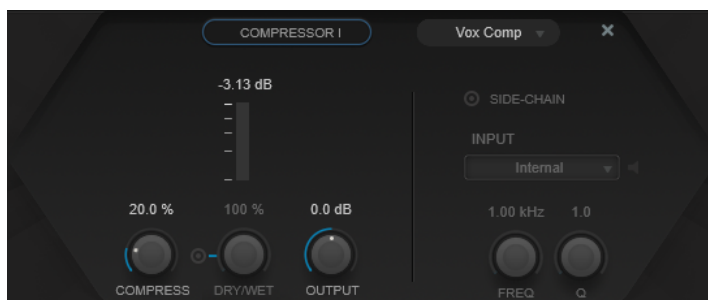 COMPRESSOR I
Vox Comp
-3.13 dB
SIDE-CHAIN
INPUT
Internal
20.0 % 100 % 0.0 dB
1.00 kHz 1.0
COMPRESS DRY/WET OUTPUT
FREQ Q